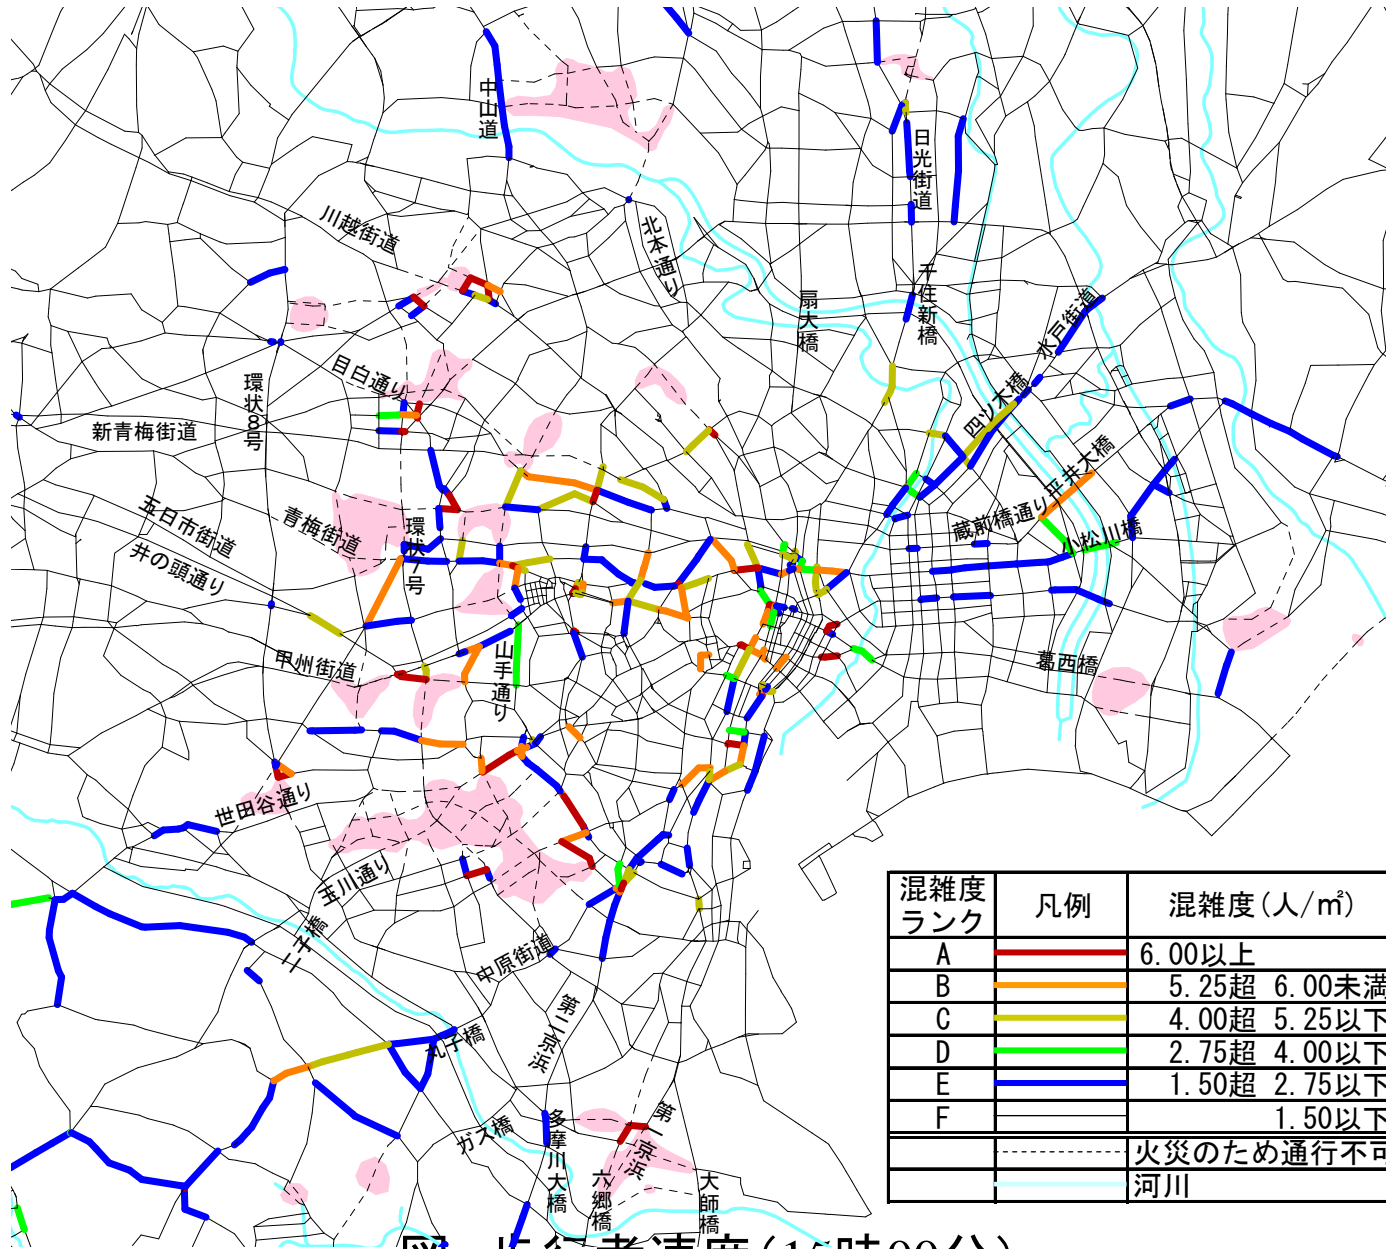 中山道
日光街道
川越街道
北本通り
扇大橋
千住新橋
水戸街道
目白通り
環状8号
新青梅街道
四ツ木橋
平井大橋
五日市街道
青梅街道
環状7号
蔵前橋通り
小松川橋
井の頭通り
甲州街道
山手通り
葛西橋
世田谷通り
玉川通り
二子橋
中原街道
第二京浜
丸子橋
ガス橋
多摩川大橋
六郷橋
第一京浜
大師橋
混雑度ランク 凡例 混雑度(人/㎡)
A 6.00以上
B 5.25超 6.00未満
C 4.00超 5.25以下
D 2.75超 4.00以下
E 1.50超 2.75以下
F 1.50以下
火災のため通行不可
河川